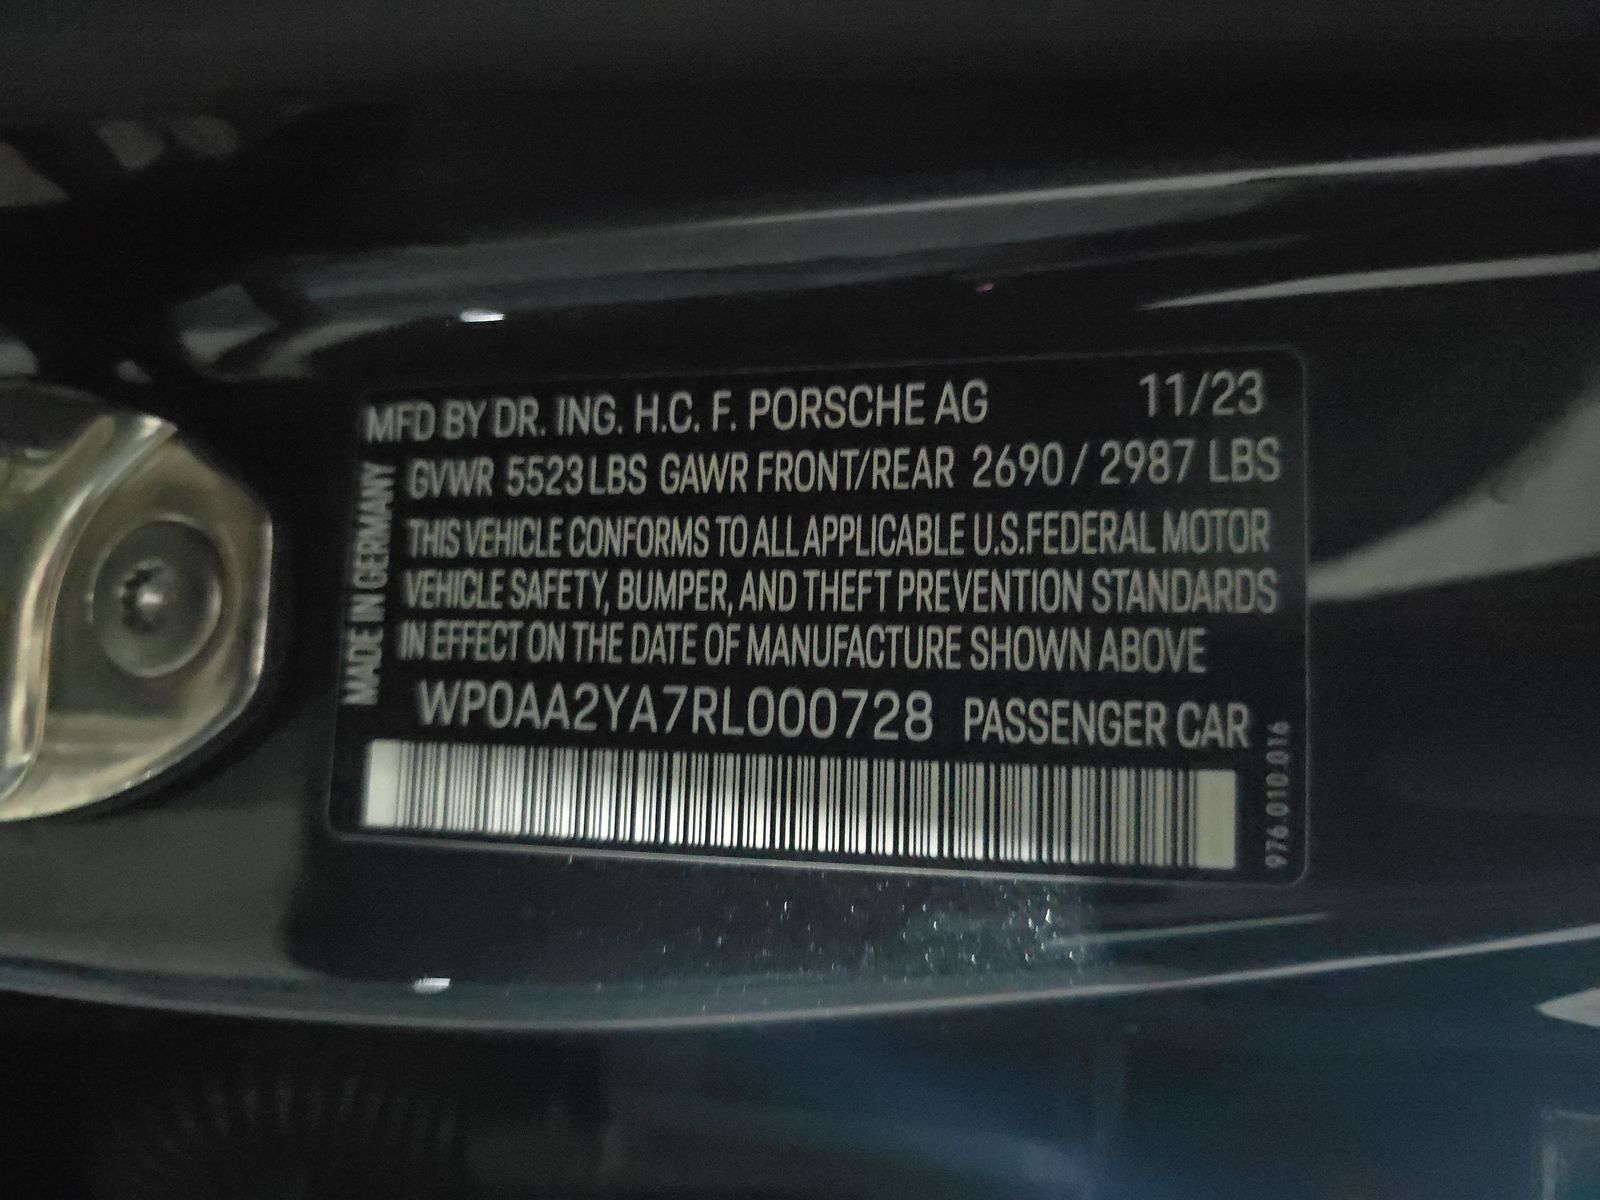 MFD BY DR. ING. H.C. F. PORSCHE AG 11/23
GVWR 5523 LBS GAWR FRONT/REAR 2690 / 2987 LBS
THIS VEHICLE CONFORMS TO ALL APPLICABLE U.S.FEDERAL MOTOR
VEHICLE SAFETY, BUMPER, AND THEFT PREVENTION STANDARDS
IN EFFECT ON THE DATE OF MANUFACTURE SHOWN ABOVE
WP0AA2YA7RL000728 PASSENGER CAR
MADE IN GERMANY
976.010.016